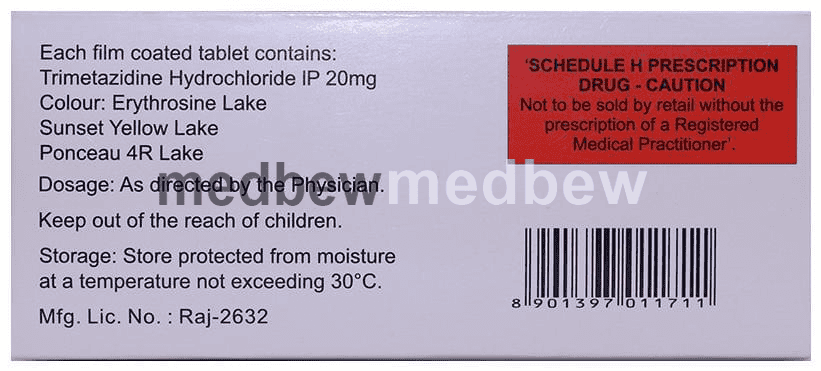 Each film coated tablet contains:
Trimetazidine Hydrochloride IP 20mg
Colour: Erythrosine Lake
Sunset Yellow Lake
Ponceau 4R Lake
Dosage: As directed by the Physician.
Keep out of the reach of children.
Storage: Store protected from moisture
at a temperature not exceeding 30°C.
Mfg. Lic. No. : Raj-2632
'SCHEDULE H PRESCRIPTION
DRUG - CAUTION
Not to be sold by retail without the
prescription of a Registered
Medical Practitioner'.
medbewmedbew
8 901397 011711